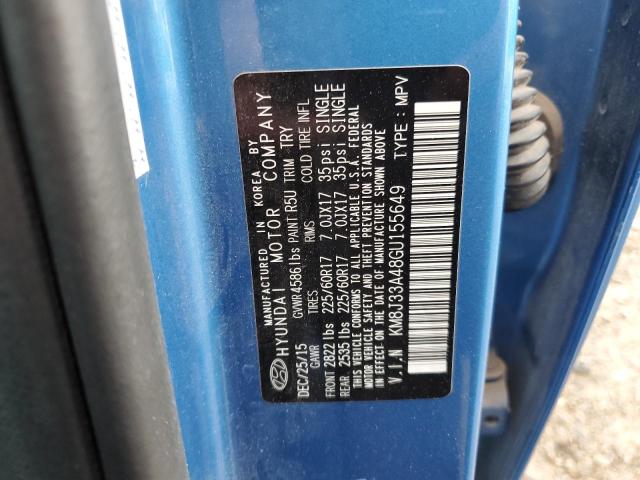 MANUFACTURED IN KOREA BY
HYUNDAI MOTOR COMPANY
DEC/25/15 GVWR 4586lbs PAINT R5U TRIM TRY
GAWR TIRES RIMS COLD TIRE INFL
FRONT 2822 lbs 225/60R17 7.0JX17 35psi SINGLE
REAR 2535 lbs 225/60R17 7.0JX17 35psi SINGLE
THIS VEHICLE CONFORMS TO ALL APPLICABLE U.S.A. FEDERAL
MOTOR VEHICLE SAFETY, AND THEFT PREVENTION STANDARDS
IN EFFECT ON THE DATE OF MANUFACTURE SHOWN ABOVE
V.I.N KM8J33A48GU155649 TYPE : MPV